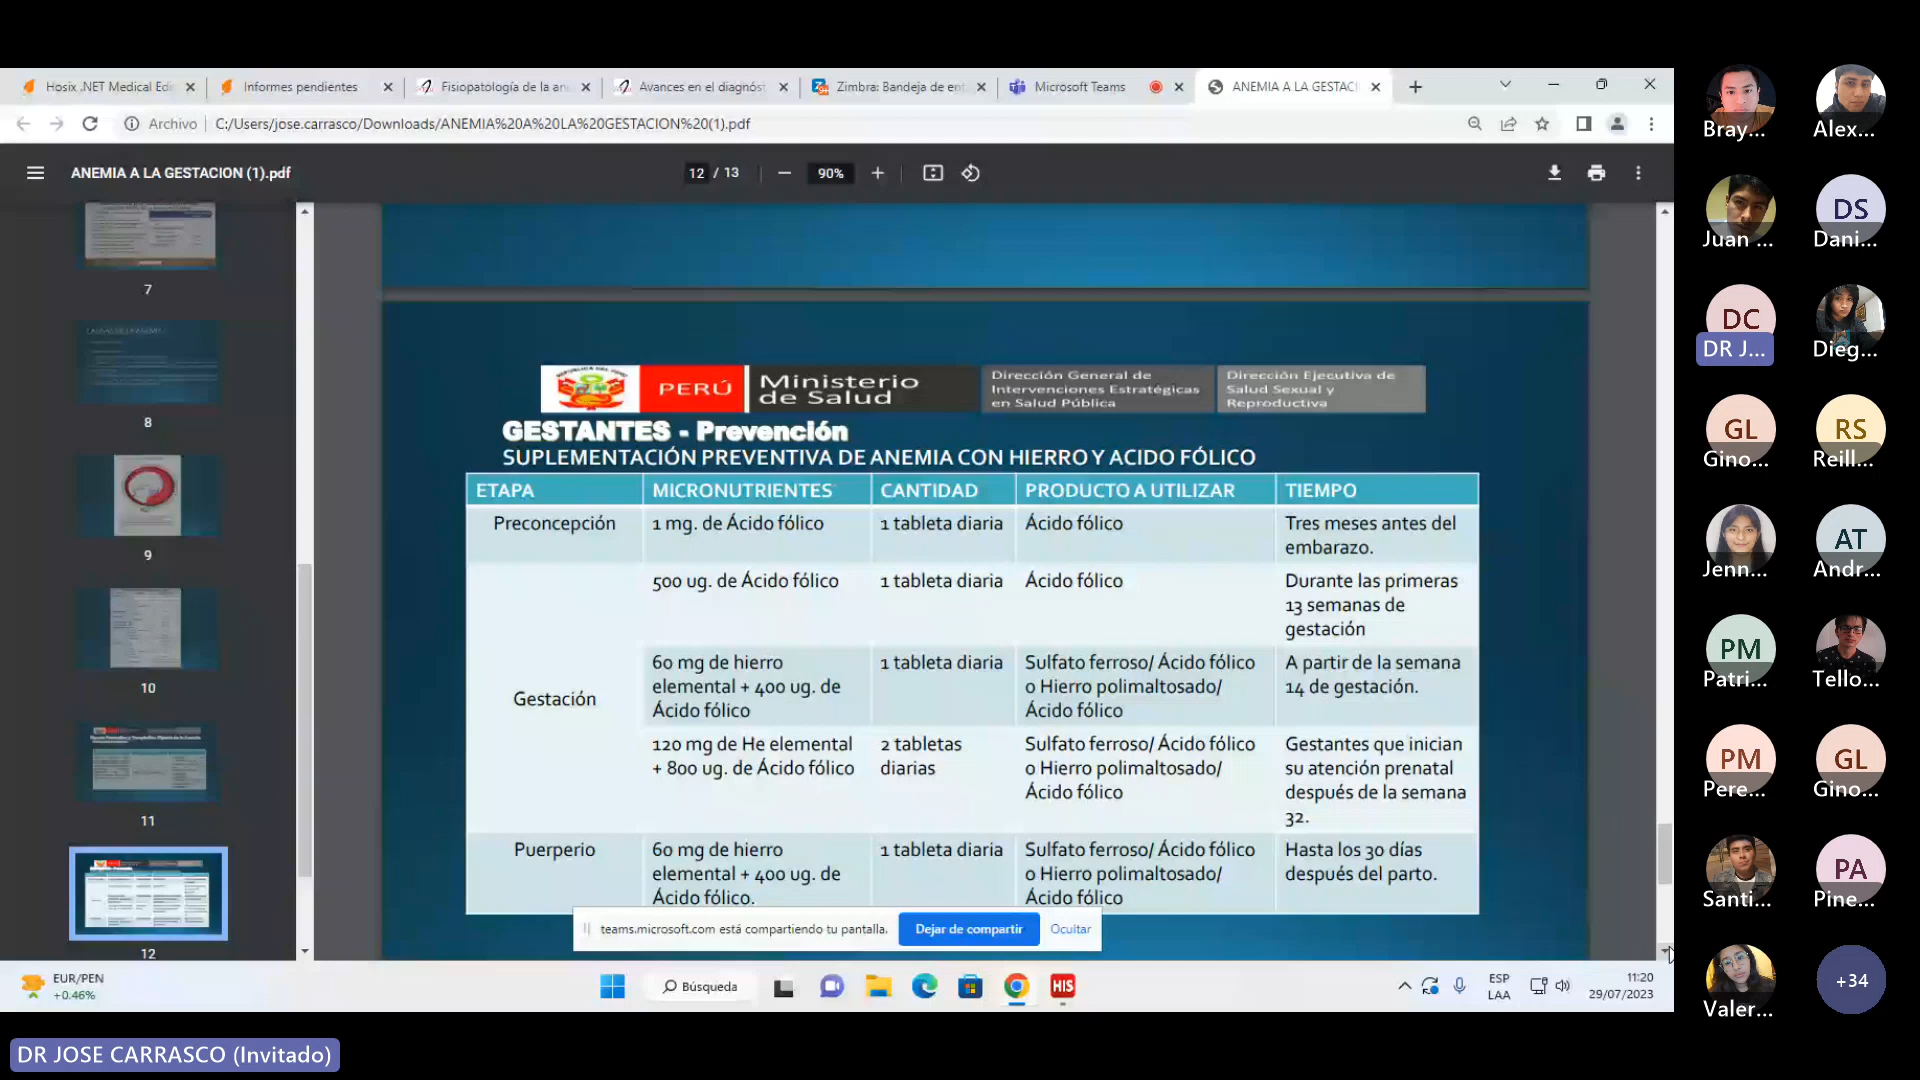 Hosix .NET Medical Edi
Informes pendientes
Fisiopatología de la an
Avances en el diagnóst
Zimbra: Bandeja de ent
Microsoft Teams
ANEMIA A LA GESTACI
Archivo
C:/Users/jose.carrasco/Downloads/ANEMIA%20A%20LA%20GESTACION%20(1).pdf
ANEMIA A LA GESTACION (1).pdf
12 / 13
90%
7
8
9
10
11
12
PERÚ
Ministerio
de Salud
Dirección General de
Intervenciones Estratégicas
en Salud Pública
Dirección Ejecutiva de
Salud Sexual y
Reproductiva
GESTANTES - Prevención
SUPLEMENTACIÓN PREVENTIVA DE ANEMIA CON HIERRO Y ACIDO FÓLICO
ETAPA MICRONUTRIENTES CANTIDAD PRODUCTO A UTILIZAR TIEMPO
Preconcepción 1 mg. de Ácido fólico 1 tableta diaria Ácido fólico Tres meses antes del
embarazo.
500 ug. de Ácido fólico 1 tableta diaria Ácido fólico Durante las primeras
13 semanas de
gestación
Gestación
60 mg de hierro 1 tableta diaria Sulfato ferroso/ Ácido fólico A partir de la semana
elemental + 400 ug. de o Hierro polimaltosado/ 14 de gestación.
Ácido fólico Ácido fólico
120 mg de He elemental 2 tabletas Sulfato ferroso/ Ácido fólico Gestantes que inician
+ 800 ug. de Ácido fólico diarias o Hierro polimaltosado/ su atención prenatal
Ácido fólico después de la semana
32.
Puerperio 60 mg de hierro 1 tableta diaria Sulfato ferroso/ Ácido fólico Hasta los 30 días
elemental + 400 ug. de o Hierro polimaltosado/ después del parto.
Ácido fólico. Ácido fólico
teams.microsoft.com está compartiendo tu pantalla.
Dejar de compartir
Ocultar
EUR/PEN
+0.46%
Búsqueda
HIS
ESP
LAA
11:20
29/07/2023
Bray...
Alex...
Juan ...
DS
Dani...
DC
DR J...
Dieg...
GL
Gino...
RS
Reill...
Jenn...
AT
Andr...
PM
Patri...
Tello...
PM
Pere...
GL
Gino...
Santi...
PA
Pine...
Valer...
+34
DR JOSE CARRASCO (Invitado)